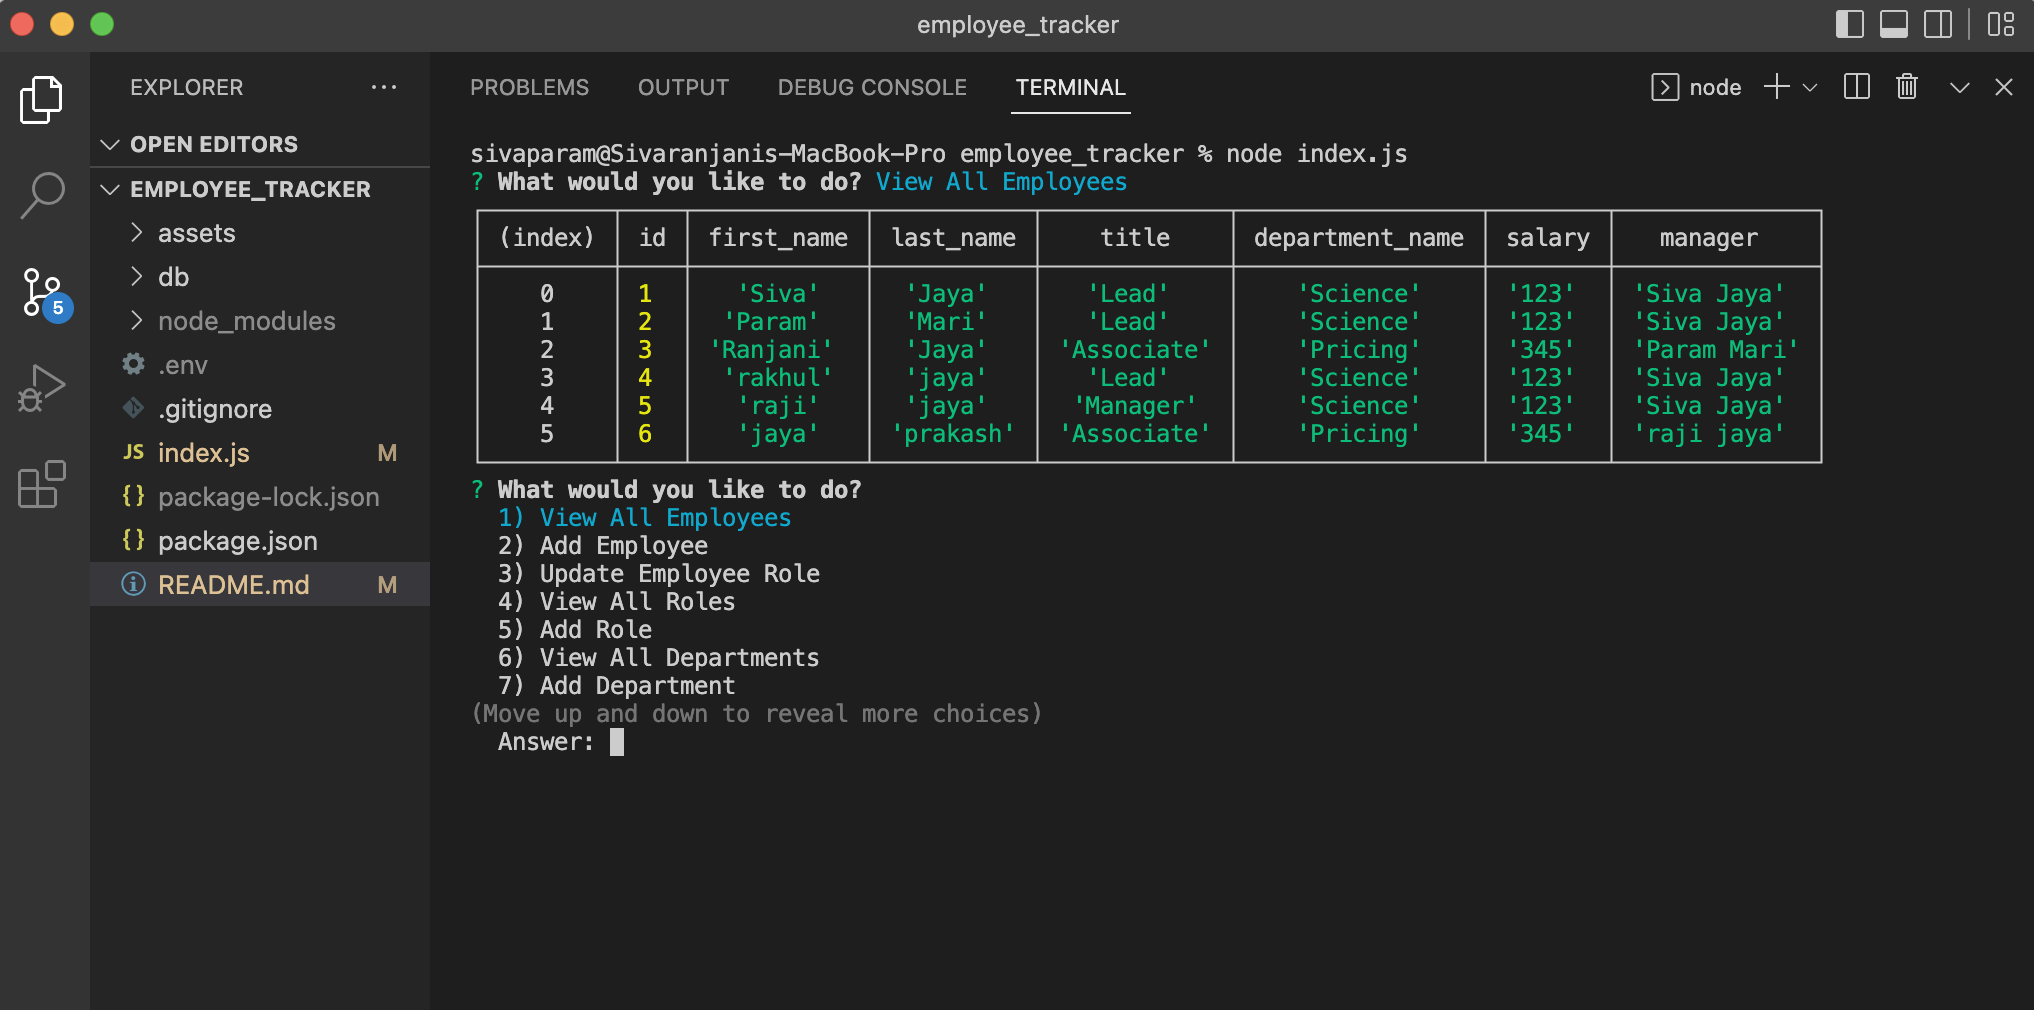 employee_tracker
EXPLORER
OPEN EDITORS
EMPLOYEE_TRACKER
assets
db
node_modules
.env
.gitignore
JS index.js M
{} package-lock.json
{} package.json
README.md M
5
PROBLEMS OUTPUT DEBUG CONSOLE TERMINAL
node
sivaparam@Sivaranjanis-MacBook-Pro employee_tracker % node index.js
? What would you like to do? View All Employees
(index) id first_name last_name title department_name salary manager
0 1 'Siva' 'Jaya' 'Lead' 'Science' '123' 'Siva Jaya'
1 2 'Param' 'Mari' 'Lead' 'Science' '123' 'Siva Jaya'
2 3 'Ranjani' 'Jaya' 'Associate' 'Pricing' '345' 'Param Mari'
3 4 'rakhul' 'jaya' 'Lead' 'Science' '123' 'Siva Jaya'
4 5 'raji' 'jaya' 'Manager' 'Science' '123' 'Siva Jaya'
5 6 'jaya' 'prakash' 'Associate' 'Pricing' '345' 'raji jaya'
? What would you like to do?
1) View All Employees
2) Add Employee
3) Update Employee Role
4) View All Roles
5) Add Role
6) View All Departments
7) Add Department
(Move up and down to reveal more choices)
Answer: